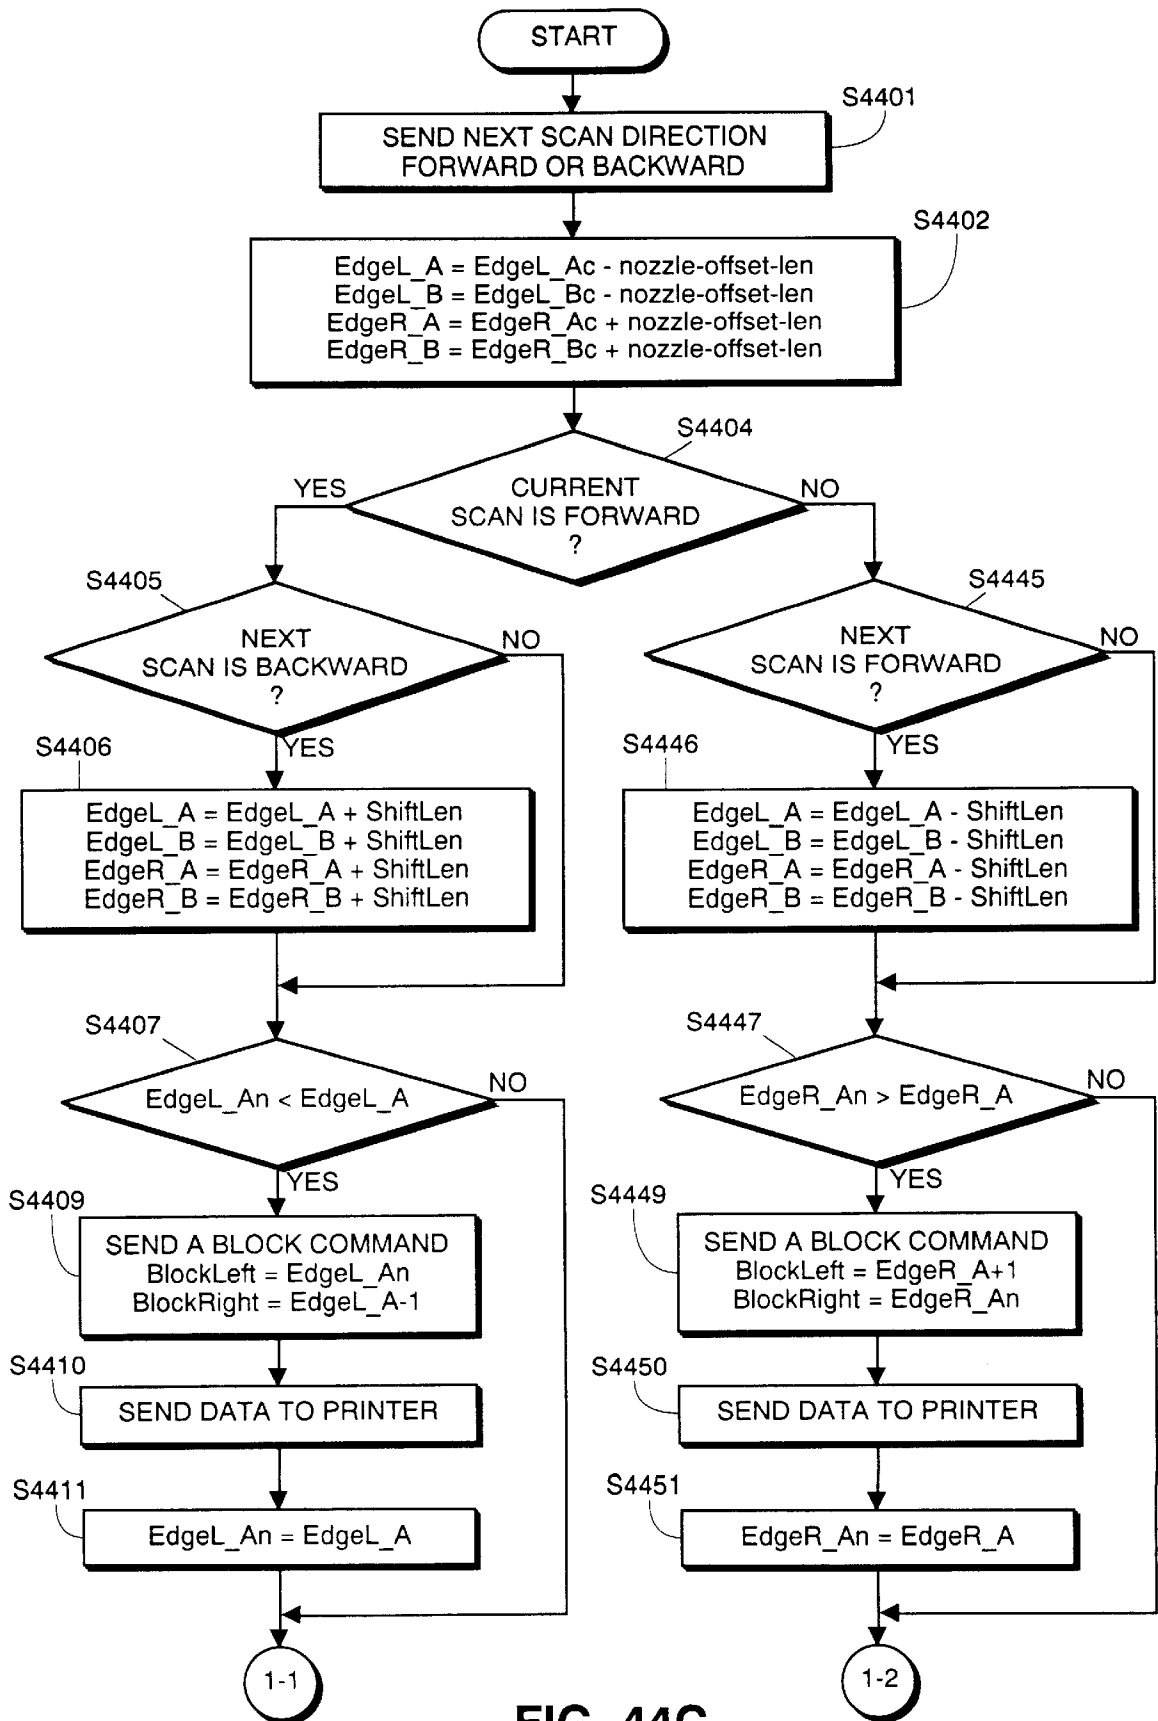 START
S4401
SEND NEXT SCAN DIRECTION
FORWARD OR BACKWARD
S4402
EdgeL_A = EdgeL_Ac - nozzle-offset-len
EdgeL_B = EdgeL_Bc - nozzle-offset-len
EdgeR_A = EdgeR_Ac + nozzle-offset-len
EdgeR_B = EdgeR_Bc + nozzle-offset-len
S4404
YES
CURRENT
SCAN IS FORWARD
?
NO
S4405
NEXT
SCAN IS BACKWARD
?
NO
YES
S4406
EdgeL_A = EdgeL_A + ShiftLen
EdgeL_B = EdgeL_B + ShiftLen
EdgeR_A = EdgeR_A + ShiftLen
EdgeR_B = EdgeR_B + ShiftLen
S4407
EdgeL_An < EdgeL_A
NO
YES
S4409
SEND A BLOCK COMMAND
BlockLeft = EdgeL_An
BlockRight = EdgeL_A-1
S4410
SEND DATA TO PRINTER
S4411
EdgeL_An = EdgeL_A
1-1
S4445
NEXT
SCAN IS FORWARD
?
NO
YES
S4446
EdgeL_A = EdgeL_A - ShiftLen
EdgeL_B = EdgeL_B - ShiftLen
EdgeR_A = EdgeR_A - ShiftLen
EdgeR_B = EdgeR_B - ShiftLen
S4447
EdgeR_An > EdgeR_A
NO
YES
S4449
SEND A BLOCK COMMAND
BlockLeft = EdgeR_A+1
BlockRight = EdgeR_An
S4450
SEND DATA TO PRINTER
S4451
EdgeR_An = EdgeR_A
1-2